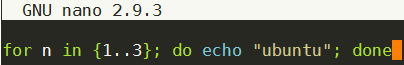 GNU nano 2.9.3
for n in {1..3}; do echo "ubuntu"; done